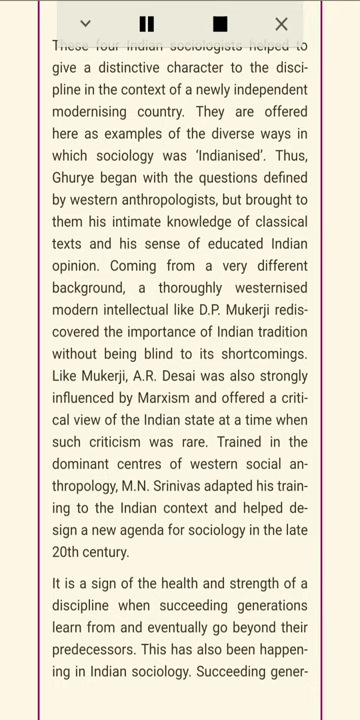 These four Indian sociologists helped to
give a distinctive character to the disci-
pline in the context of a newly independent
modernising country. They are offered
here as examples of the diverse ways in
which sociology was ‘Indianised’. Thus,
Ghurye began with the questions defined
by western anthropologists, but brought to
them his intimate knowledge of classical
texts and his sense of educated Indian
opinion. Coming from a very different
background, a thoroughly westernised
modern intellectual like D.P. Mukerji redis-
covered the importance of Indian tradition
without being blind to its shortcomings.
Like Mukerji, A.R. Desai was also strongly
influenced by Marxism and offered a criti-
cal view of the Indian state at a time when
such criticism was rare. Trained in the
dominant centres of western social an-
thropology, M.N. Srinivas adapted his train-
ing to the Indian context and helped de-
sign a new agenda for sociology in the late
20th century.
It is a sign of the health and strength of a
discipline when succeeding generations
learn from and eventually go beyond their
predecessors. This has also been happen-
ing in Indian sociology. Succeeding gener-